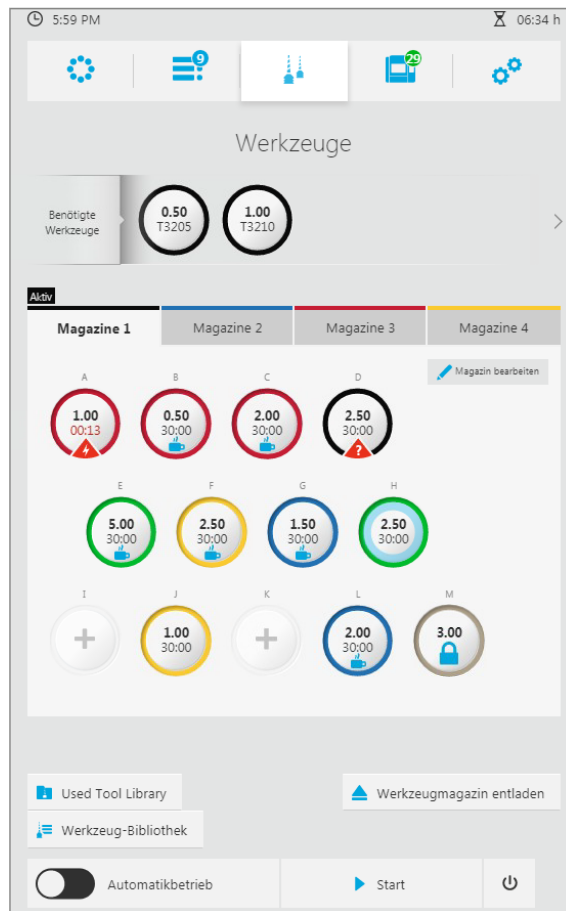 5:59 PM 06:34 h
9 29
Werkzeuge
Benötigte
Werkzeuge
0.50
T3205
1.00
T3210
Aktiv
Magazine 1 Magazine 2 Magazine 3 Magazine 4
Magazin bearbeiten
A B C D
1.00 0.50 2.00 2.50
00:13 30:00 30:00 30:00
?
E F G H
5.00 2.50 1.50 2.50
30:00 30:00 30:00 30:00
I J K L M
+ 1.00 + 2.00 3.00
30:00 30:00
Used Tool Library Werkzeugmagazin entladen
Werkzeug-Bibliothek
Automatikbetrieb Start